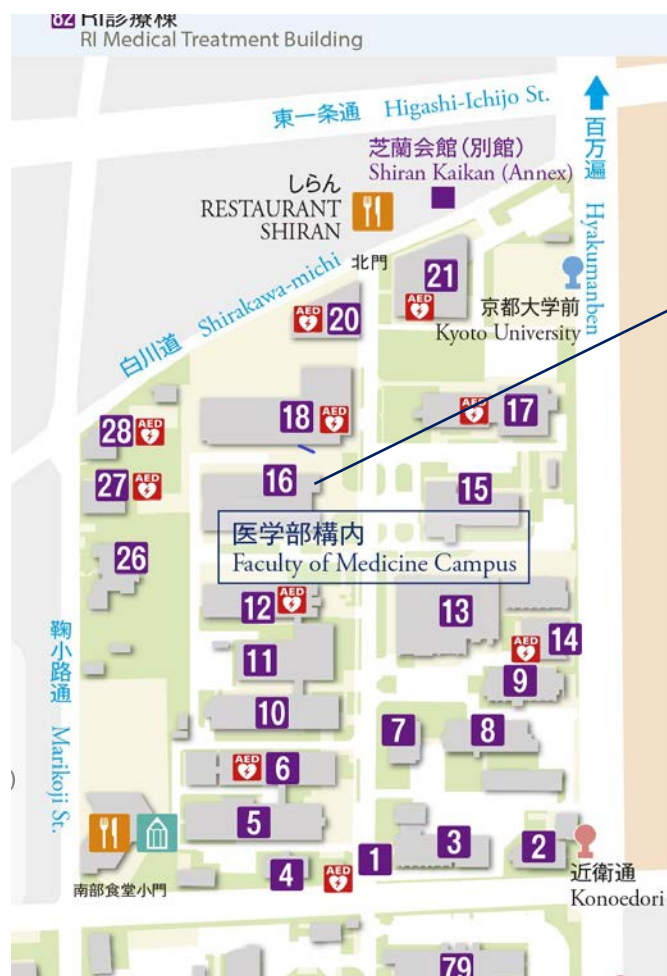 82 RI診療棟
RI Medical Treatment Building
東一条通 Higashi-Ichijo St.
百万遍 Hyakumanben
芝蘭会館(別館)
Shiran Kaikan (Annex)
しらん
RESTAURANT
SHIRAN
北門
白川道 Shirakawa-michi
21
AED
京都大学前
Kyoto University
AED
20
18
AED
AED
17
28
AED
27
AED
16
15
医学部構内
Faculty of Medicine Campus
26
12
AED
13
14
AED
11
9
鞠小路通 Marikoji St.
10
7
8
AED
6
)
5
1
3
2
4
AED
近衛通
Konoedori
南部食堂小門
79